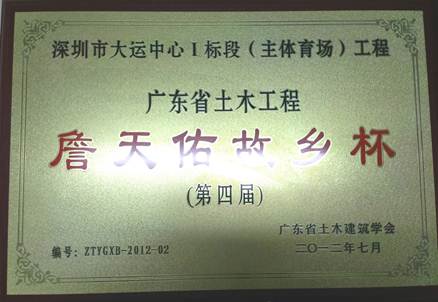 深圳市大运中心Ⅰ标段(主体育场)工程
广东省土木工程
詹天佑故乡杯
(第四届)
广东省土木建筑学会
编号:ZTYGXB-2012-02
二〇一二年七月